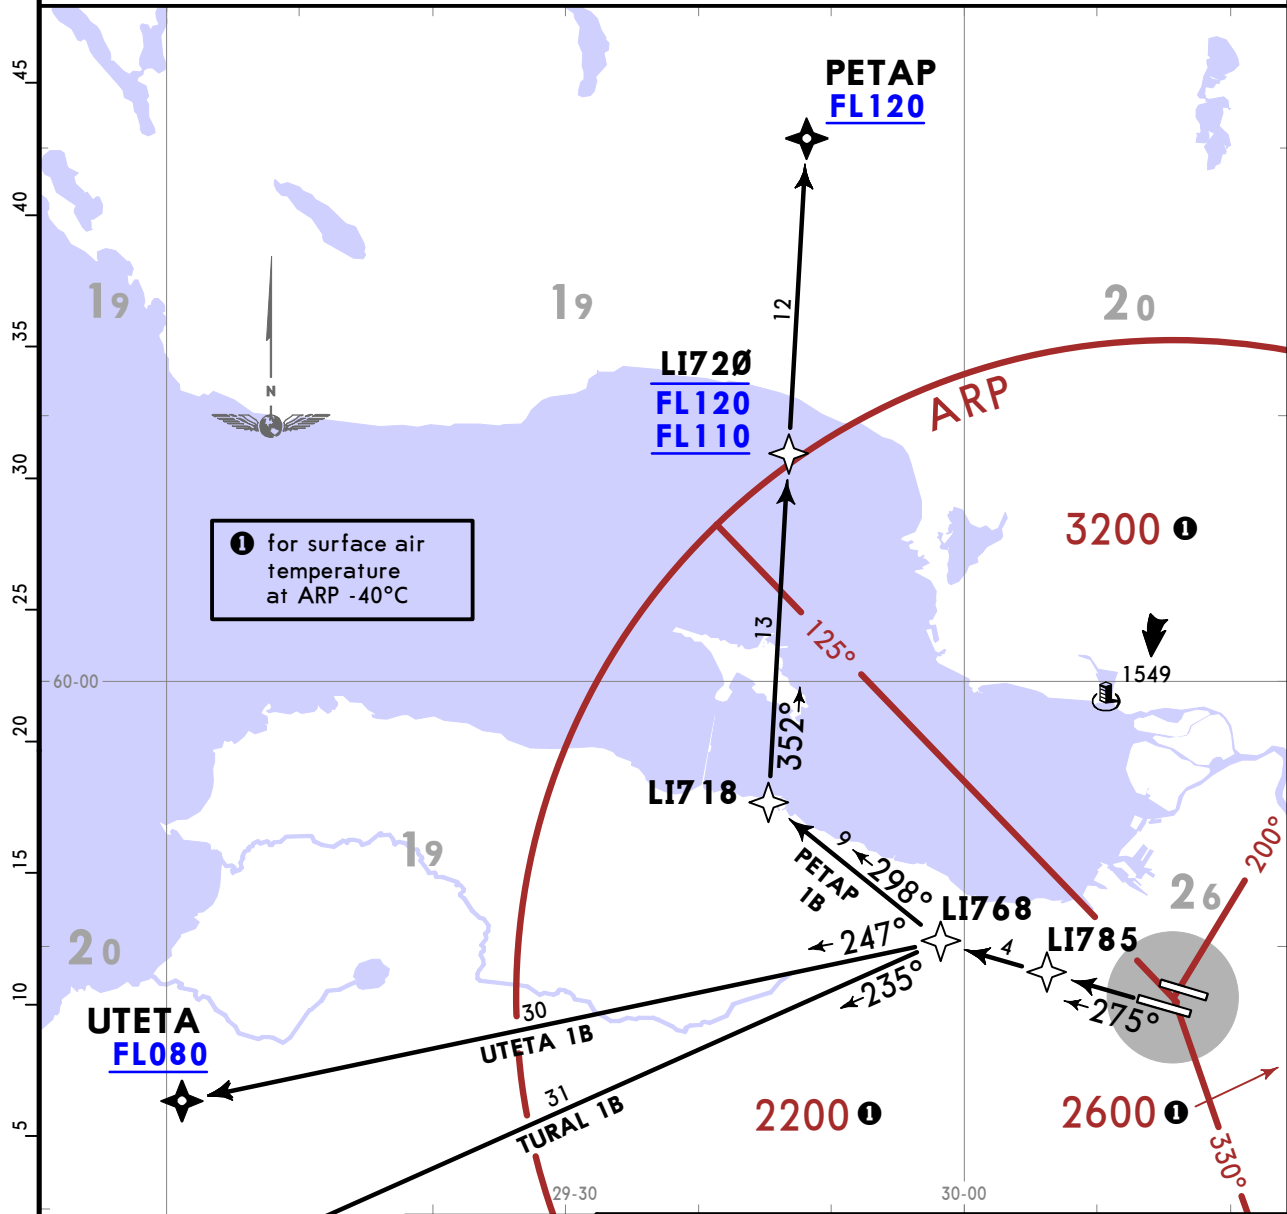 45
PETAP
FL120
40
19
19
20
12
35
LI72Ø
FL120
FL110
ARP
N
30
3200 ❶
❶ for surface air
temperature
at ARP -40°C
25
13
125°
60-00
1549
20
352°
LI718
15
19
9
298°
PETAP
1B
200°
26
LI768
LI785
20
247°
4
235°
275°
10
30
UTETA
FL080
UTETA 1B
31
TURAL 1B
2200 ❶
2600 ❶
5
330°
29-30
30-00